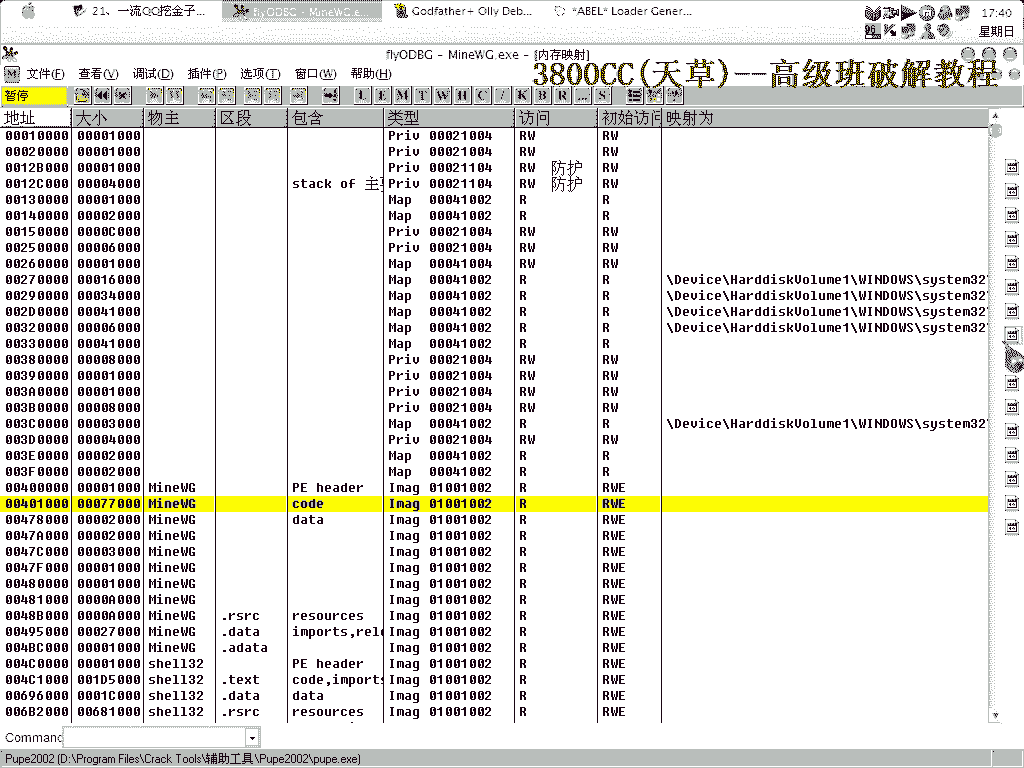 21、一流QQ挖金子...
flyODBG - MineWG.e...
Godfather+ Olly Deb...
*ABEL* Loader Gener...
17:40
星期日
flyODBG - MineWG.exe - [内存映射]
3800CC(天草)--高级班破解教程
M 文件(F) 查看(V) 调试(D) 插件(P) 选项(T) 窗口(W) 帮助(H)
暂停 L E M T W H C / K B R ... S
地址 大小 物主 区段 包含 类型 访问 初始访问 映射为
00010000 00001000 Priv 00021004 RW RW
00020000 00001000 Priv 00021004 RW RW
0012B000 00001000 Priv 00021104 RW 防护 RW
0012C000 00004000 stack of 主 Priv 00021104 RW 防护 RW
00130000 00001000 Map 00041002 R R
00140000 00002000 Map 00041002 R R
00150000 0000C000 Priv 00021004 RW RW
00250000 00006000 Priv 00021004 RW RW
00260000 00001000 Map 00041004 RW RW
00270000 00016000 Map 00041002 R R \Device\HarddiskVolume1\WINDOWS\system32
00290000 00034000 Map 00041002 R R \Device\HarddiskVolume1\WINDOWS\system32
002D0000 00041000 Map 00041002 R R \Device\HarddiskVolume1\WINDOWS\system32
00320000 00006000 Map 00041002 R R \Device\HarddiskVolume1\WINDOWS\system32
00330000 00041000 Map 00041002 R R
00380000 00008000 Priv 00021004 RW RW
00390000 00001000 Priv 00021004 RW RW
003A0000 00001000 Priv 00021004 RW RW
003B0000 00008000 Priv 00021004 RW RW
003C0000 00003000 Map 00041002 R R \Device\HarddiskVolume1\WINDOWS\system32
003D0000 00004000 Priv 00021004 RW RW
003E0000 00002000 Map 00041002 R R
003F0000 00002000 Map 00041002 R R
00400000 00001000 MineWG PE header Imag 01001002 R RWE
00401000 00077000 MineWG code Imag 01001002 R RWE
00478000 00002000 MineWG data Imag 01001002 R RWE
0047A000 00002000 MineWG Imag 01001002 R RWE
0047C000 00003000 MineWG Imag 01001002 R RWE
0047F000 00001000 MineWG Imag 01001002 R RWE
00480000 00001000 MineWG Imag 01001002 R RWE
00481000 0000A000 MineWG Imag 01001002 R RWE
0048B000 0000A000 MineWG .rsrc resources Imag 01001002 R RWE
00495000 00027000 MineWG .data imports,relo Imag 01001002 R RWE
004BC000 00001000 MineWG .adata Imag 01001002 R RWE
004C0000 00001000 shell32 PE header Imag 01001002 R RWE
004C1000 001D5000 shell32 .text code,imports Imag 01001002 R RWE
00696000 0001C000 shell32 .data data Imag 01001002 R RWE
006B2000 00681000 shell32 .rsrc resources Imag 01001002 R RWE
Command
Pupe2002 (D:\Program Files\Crack Tools\辅助工具\Pupe2002\pupe.exe)